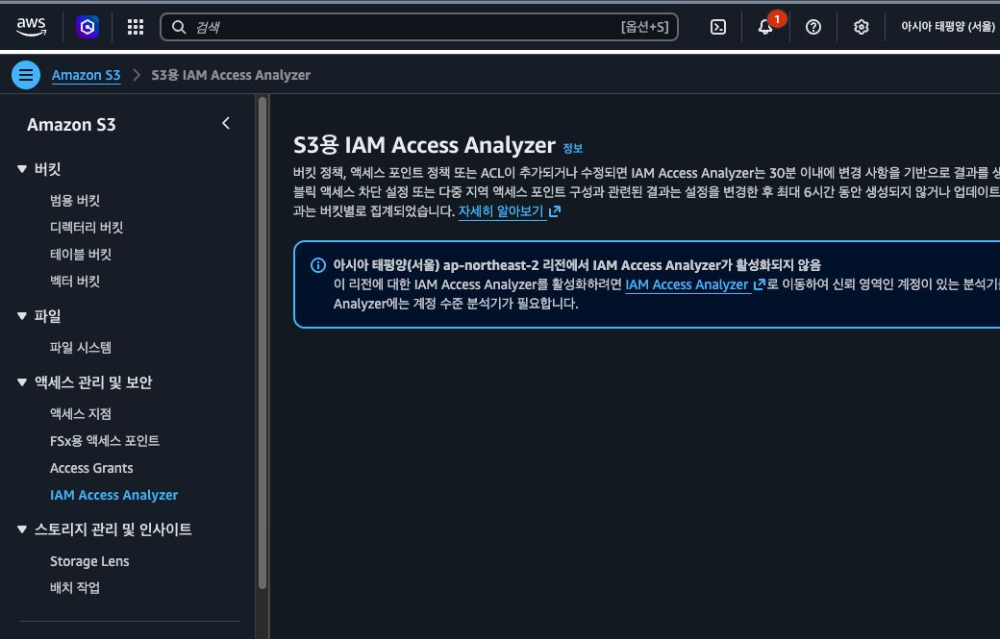 aws
검색
[옵션+S]
1
아시아 태평양 (서울)
Amazon S3
S3용 IAM Access Analyzer
Amazon S3
버킷
범용 버킷
디렉터리 버킷
테이블 버킷
벡터 버킷
파일
파일 시스템
액세스 관리 및 보안
액세스 지점
FSx용 액세스 포인트
Access Grants
IAM Access Analyzer
스토리지 관리 및 인사이트
Storage Lens
배치 작업
S3용 IAM Access Analyzer 정보
버킷 정책, 액세스 포인트 정책 또는 ACL이 추가되거나 수정되면 IAM Access Analyzer는 30분 이내에 변경 사항을 기반으로 결과를
블릭 액세스 차단 설정 또는 다중 지역 액세스 포인트 구성과 관련된 결과는 설정을 변경한 후 최대 6시간 동안 생성되지 않거나 업데이트
과는 버킷별로 집계되었습니다. 자세히 알아보기
아시아 태평양(서울) ap-northeast-2 리전에서 IAM Access Analyzer가 활성화되지 않음
이 리전에 대한 IAM Access Analyzer를 활성화하려면 IAM Access Analyzer 로 이동하여 신뢰 영역인 계정이 있는
Analyzer에는 계정 수준 분석기가 필요합니다.